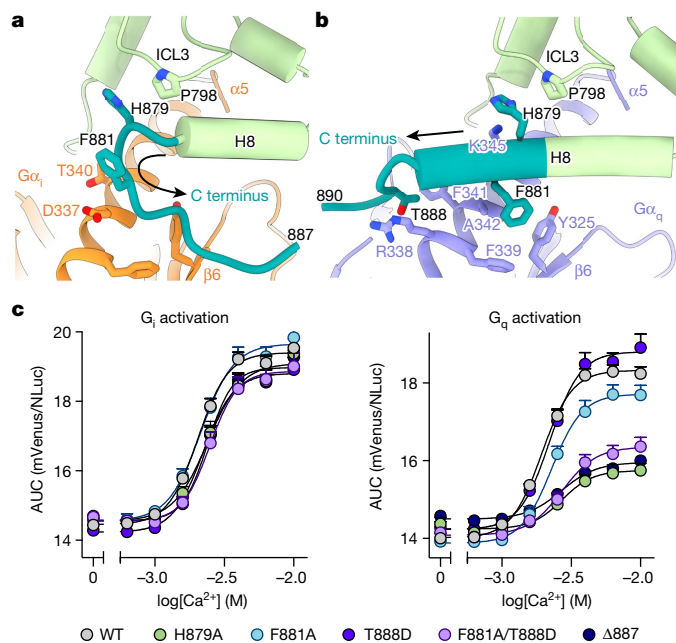 a
ICL3
α5
P798
H879
F881
H8
T340
Gαi
C terminus
D337
887
β6
b
ICL3
P798
α5
H879
C terminus
K345
H8
890
F341
F881
T888
A342
Y325
Gαq
R338
F339
β6
c
Gi activation
20
18
16
14
AUC (mVenus/NLuc)
0
–3.0
–2.5
–2.0
log[Ca2+] (M)
Gq activation
18
16
14
AUC (mVenus/NLuc)
0
–3.0
–2.5
–2.0
log[Ca2+] (M)
WT H879A F881A T888D F881A/T888D Δ887